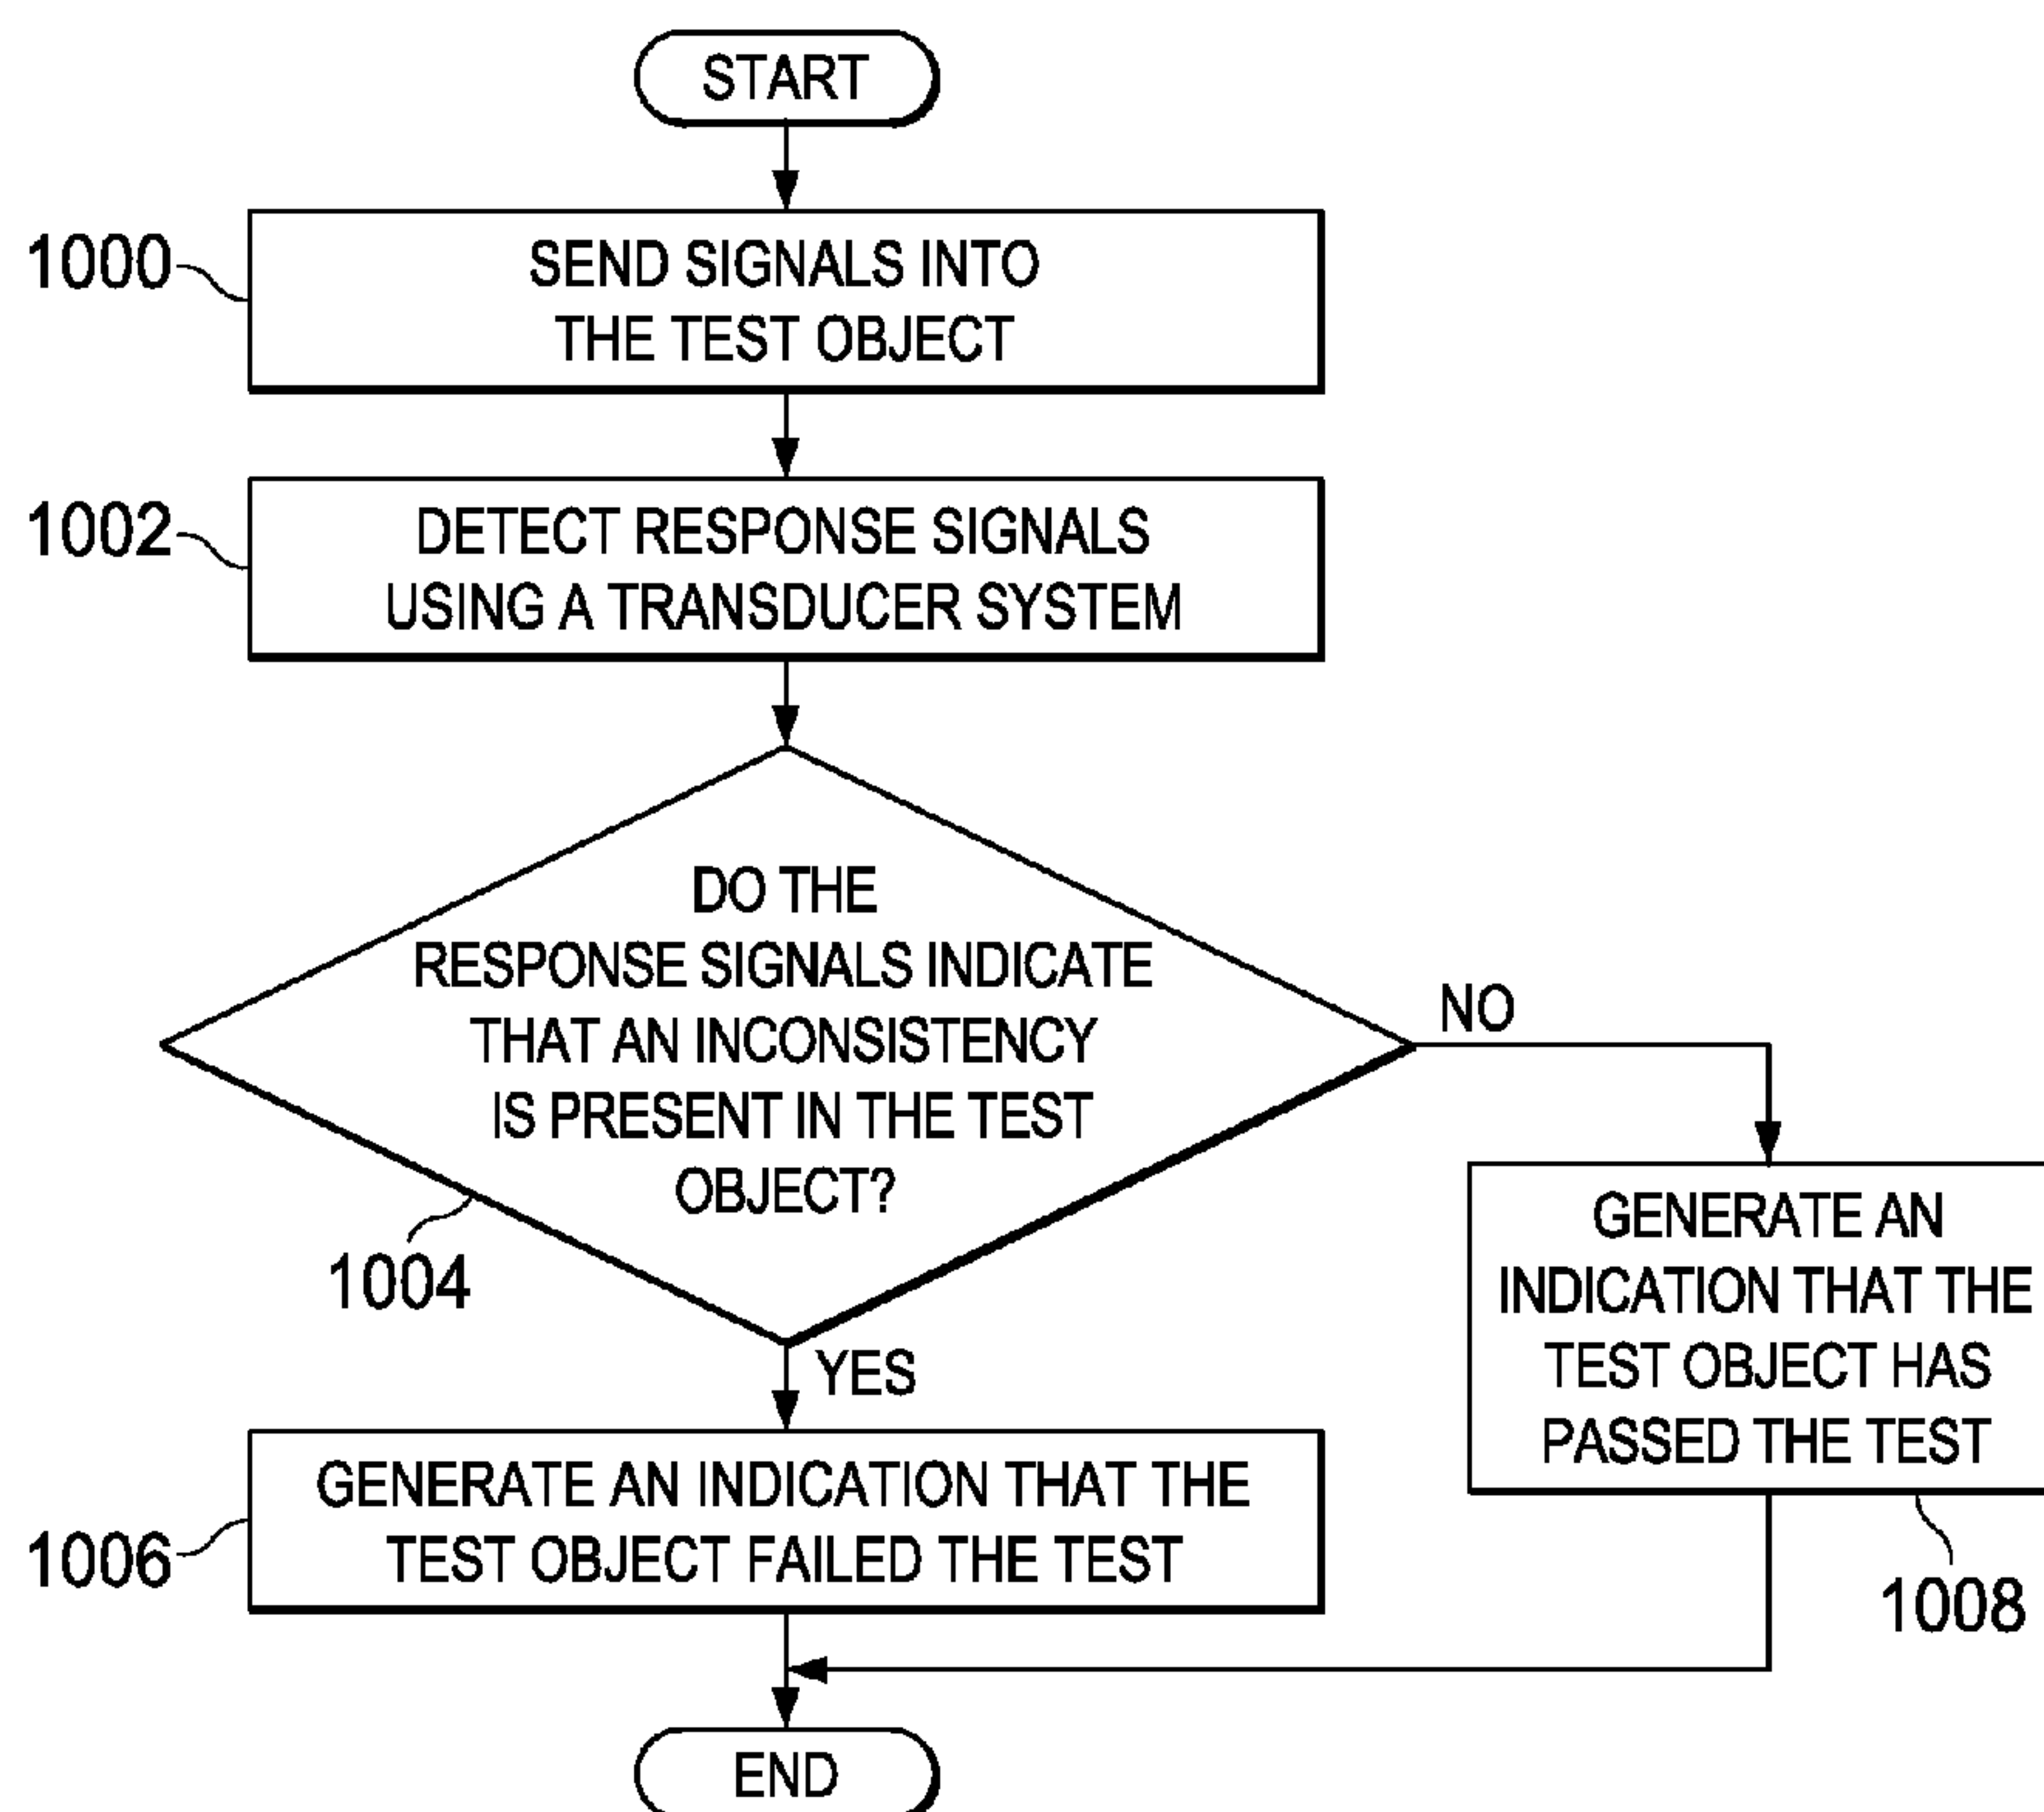 START
1000
SEND SIGNALS INTO
THE TEST OBJECT
1002
DETECT RESPONSE SIGNALS
USING A TRANSDUCER SYSTEM
DO THE
RESPONSE SIGNALS INDICATE
THAT AN INCONSISTENCY
IS PRESENT IN THE TEST
OBJECT?
1004
NO
YES
GENERATE AN
INDICATION THAT THE
TEST OBJECT HAS
PASSED THE TEST
1008
1006
GENERATE AN INDICATION THAT THE
TEST OBJECT FAILED THE TEST
END